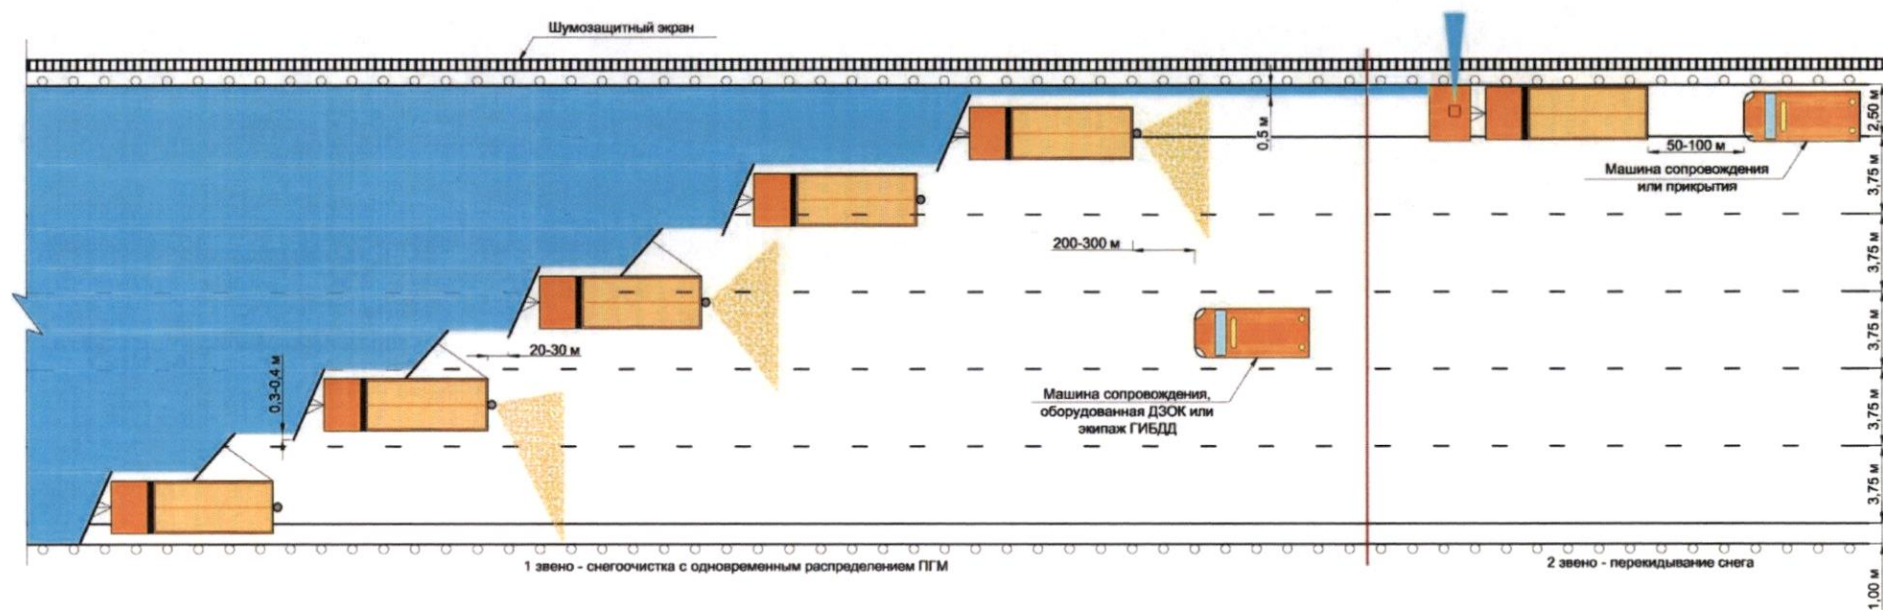 Шумозащитный экран
0,5 м
2,50 м
50-100 м
Машина сопровождения
или прикрытия
3,75 м
200-300 м
3,75 м
3,75 м
20-30 м
0,3-0,4 м
Машина сопровождения,
оборудованная ДЗОК или
экипаж ГИБДД
3,75 м
3,75 м
1 звено - снегоочистка с одновременным распределением ПГМ
2 звено - перекидывание снега
1,00 м